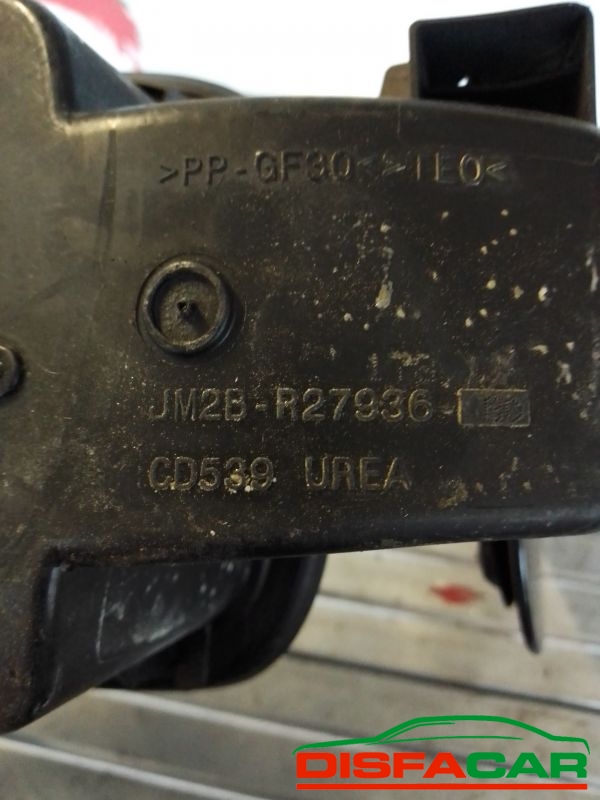 >PP-GF30<>TEO<
JM2B-R27936-
CD539 UREA
DISFACAR